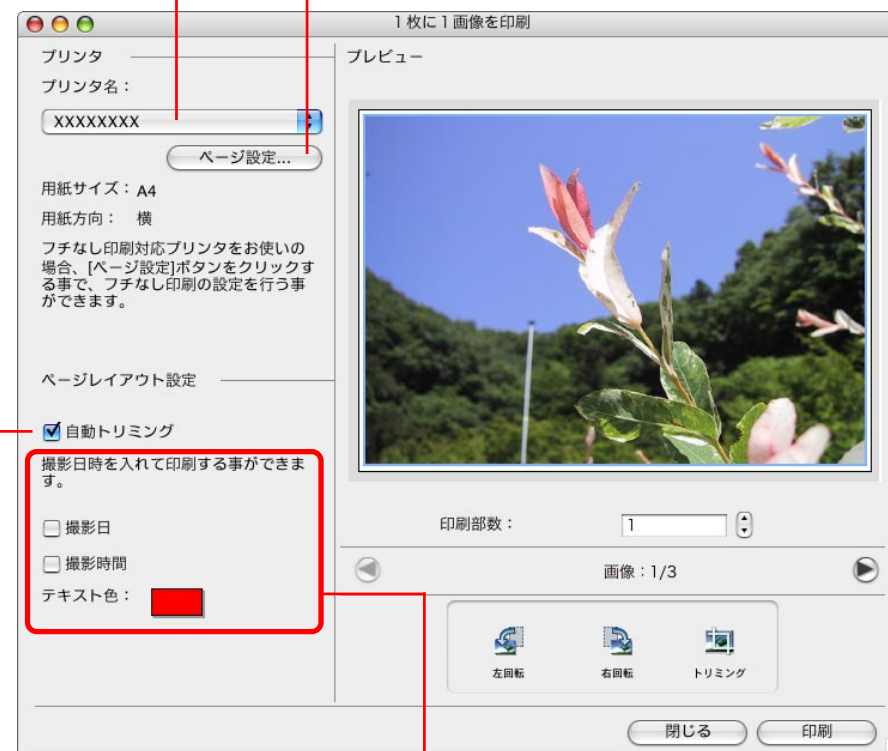 1枚に1画像を印刷
プリンタ
プリンタ名：
XXXXXXXX
ページ設定...
用紙サイズ：A4
用紙方向： 横
フチなし印刷対応プリンタをお使いの
場合、[ページ設定]ボタンをクリックす
る事で、フチなし印刷の設定を行う事
ができます。
ページレイアウト設定
自動トリミング
撮影日時を入れて印刷する事ができま
す。
撮影日
撮影時間
テキスト色：
プレビュー
印刷部数： 1
画像：1/3
左回転 右回転 トリミング
閉じる 印刷